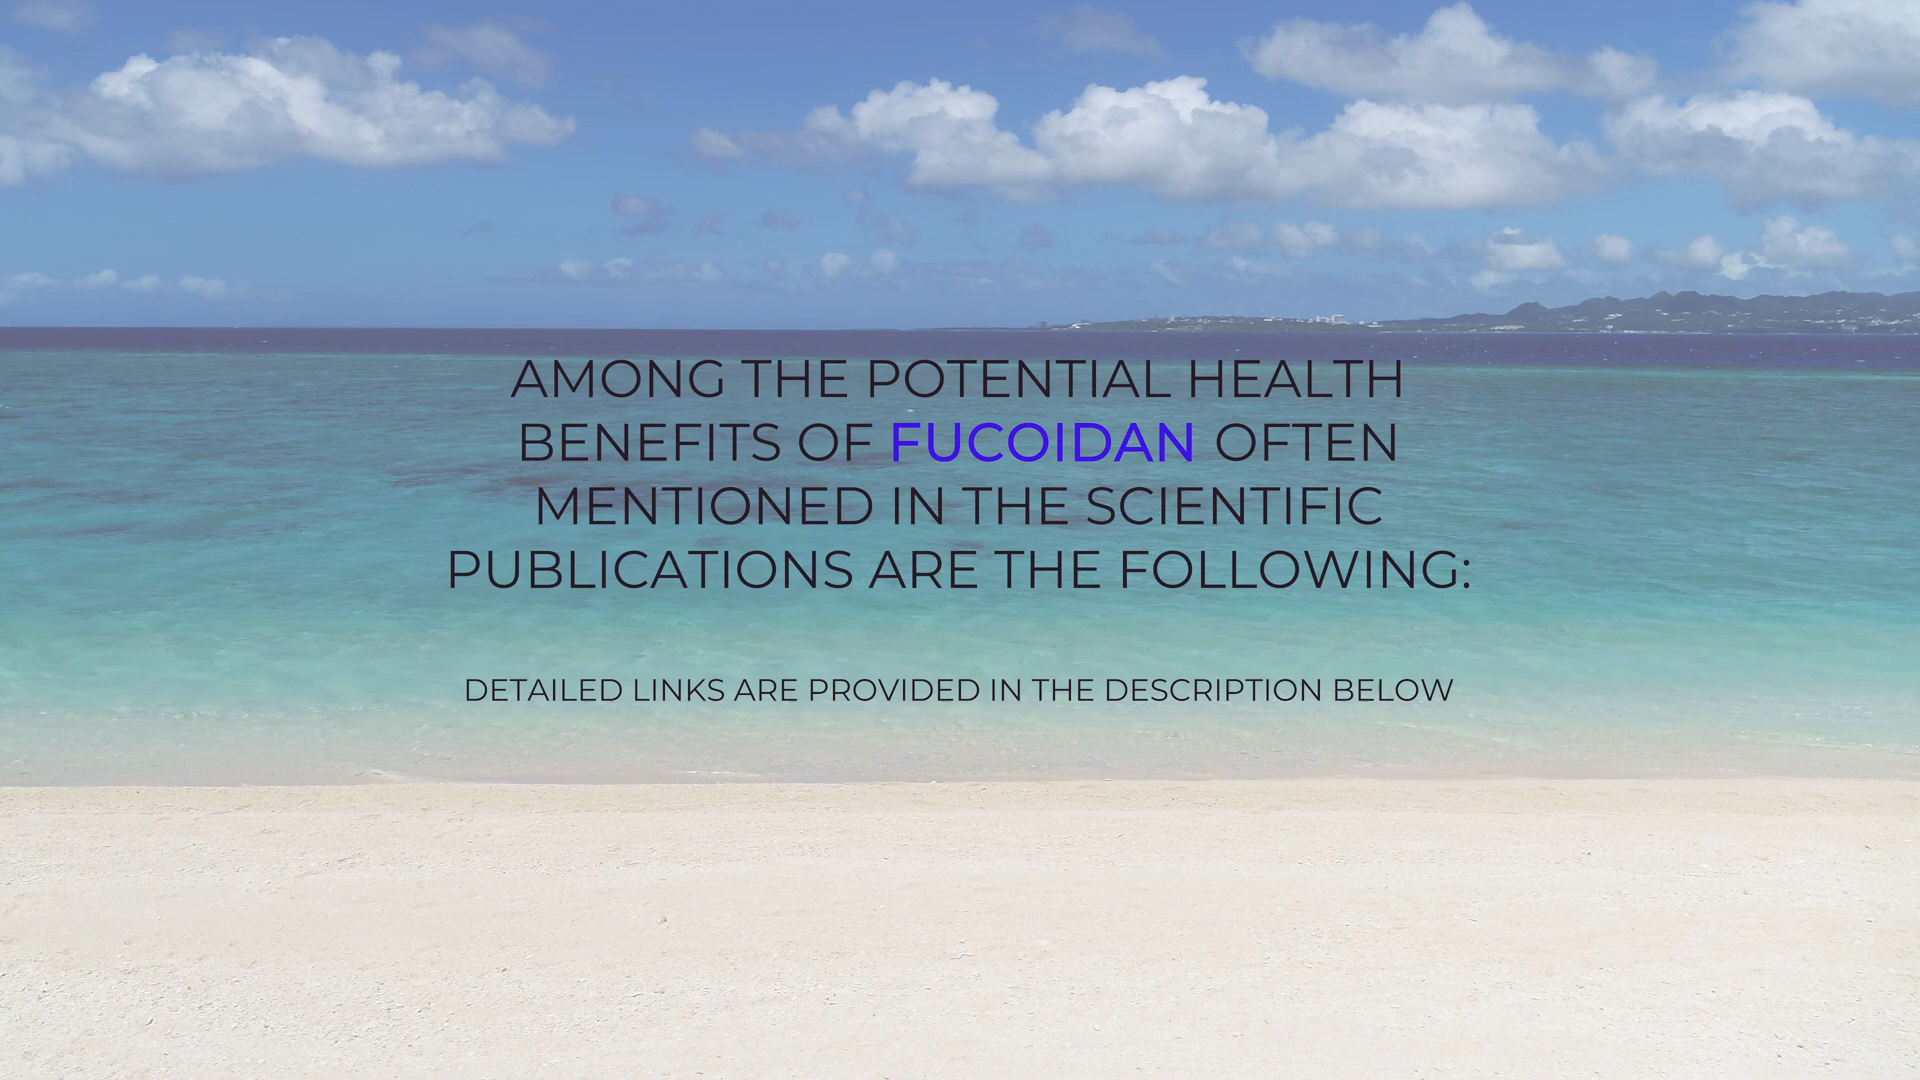 AMONG THE POTENTIAL HEALTH
BENEFITS OF FUCOIDAN OFTEN
MENTIONED IN THE SCIENTIFIC
PUBLICATIONS ARE THE FOLLOWING:
DETAILED LINKS ARE PROVIDED IN THE DESCRIPTION BELOW